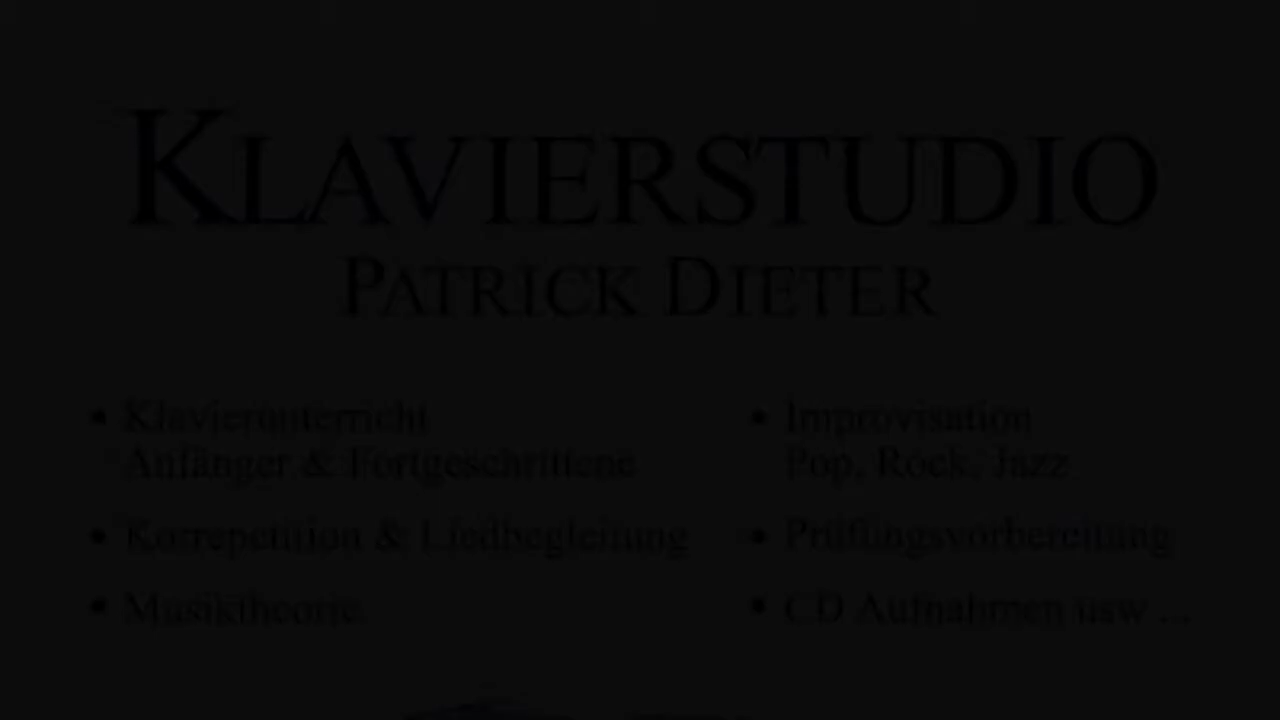 KLAVIERSTUDIO
PATRICK DIETER
• Klavierunterricht
Anfänger & Fortgeschrittene
• Korrepetition & Liedbegleitung
• Musiktheorie
• Improvisation
Pop, Rock, Jazz
• Prüfungsvorbereitung
• CD Aufnahmen usw ...